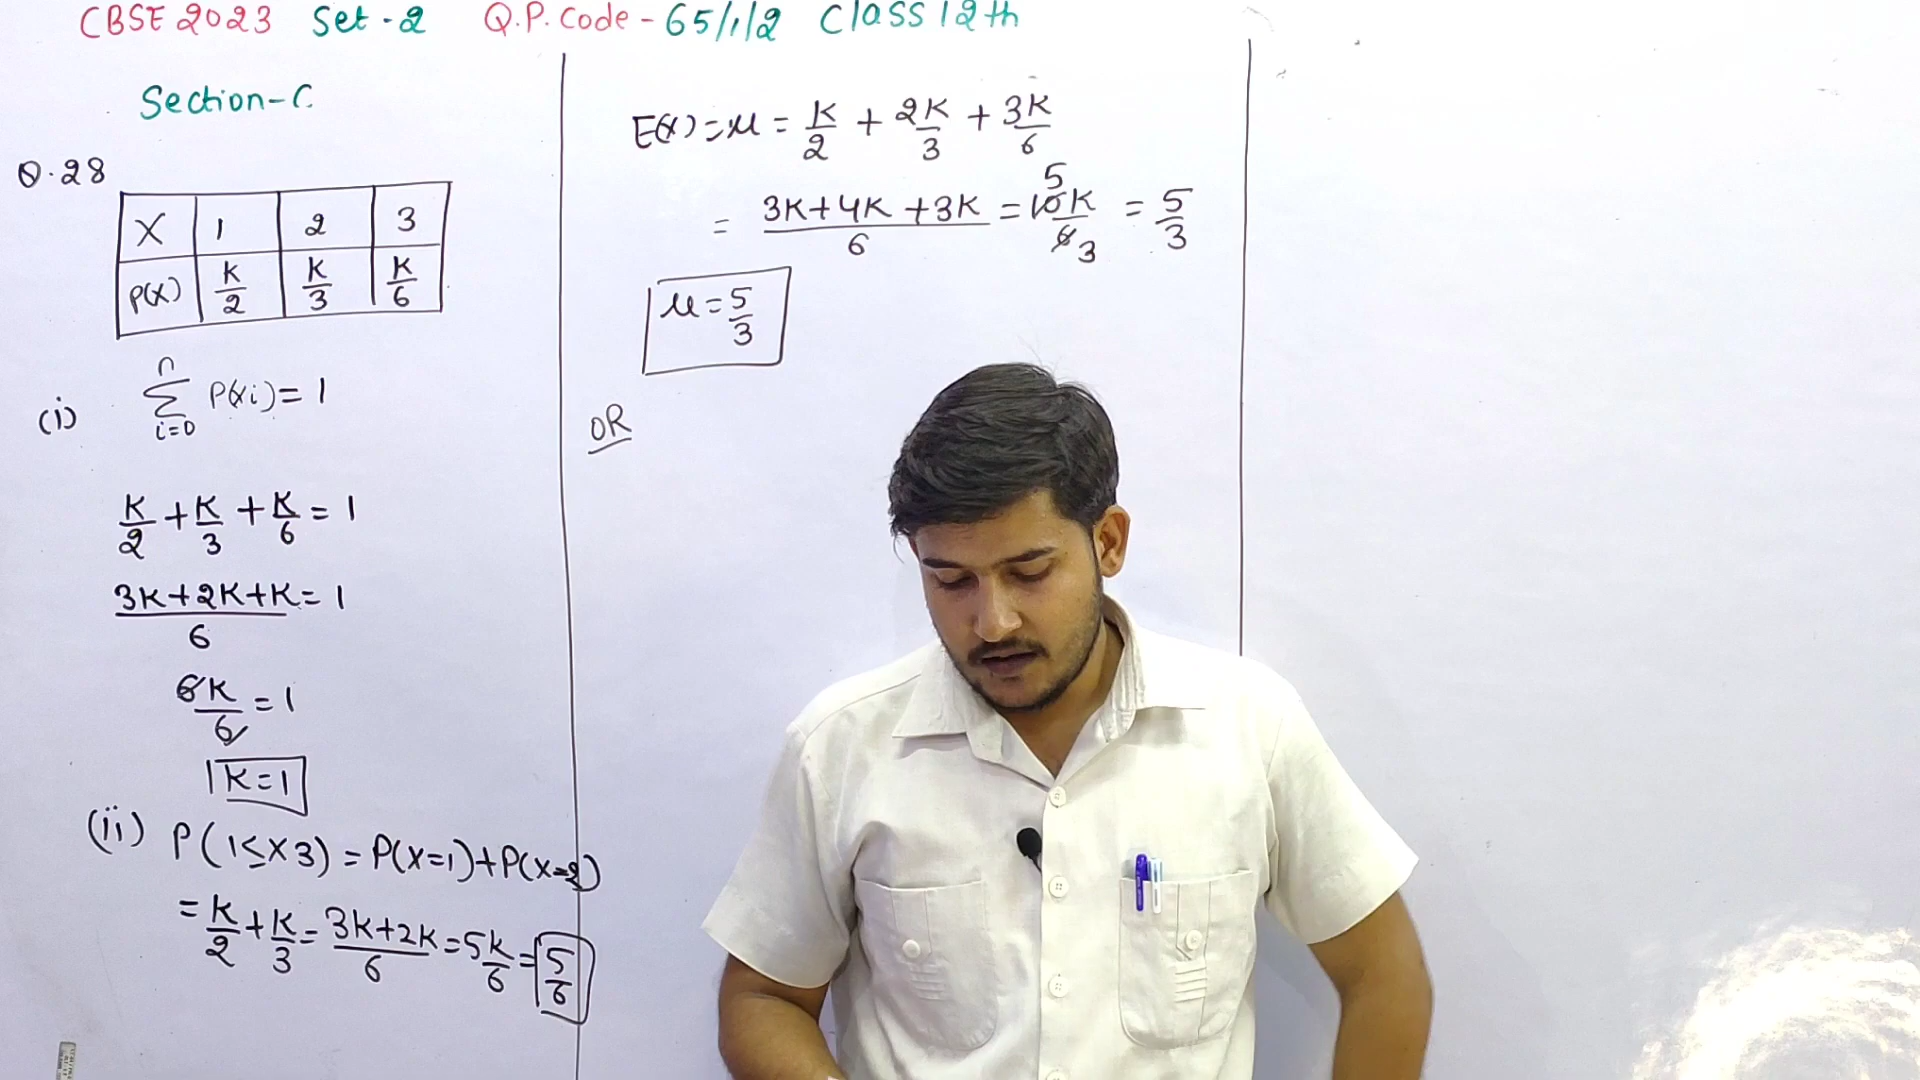 CBSE 2023 Set-2 Q.P. Code - 65/1/2 Class 12th
Section-C
Q.28
X 1 2 3
P(X) K/2 K/3 K/6
(i) n Σ i=0 P(xi) = 1
K/2 + K/3 + K/6 = 1
3K+2K+K/6 = 1
6K/6 = 1
K=1
(ii) P(1≤X3) = P(X=1)+P(X=2)
= K/2 + K/3 = 3K+2K/6 = 5K/6 = 5/6
E(X) = μ = K/2 + 2K/3 + 3K/6
= 3K+4K+3K/6 = 10K/6 5 3 = 5/3
μ = 5/3
OR